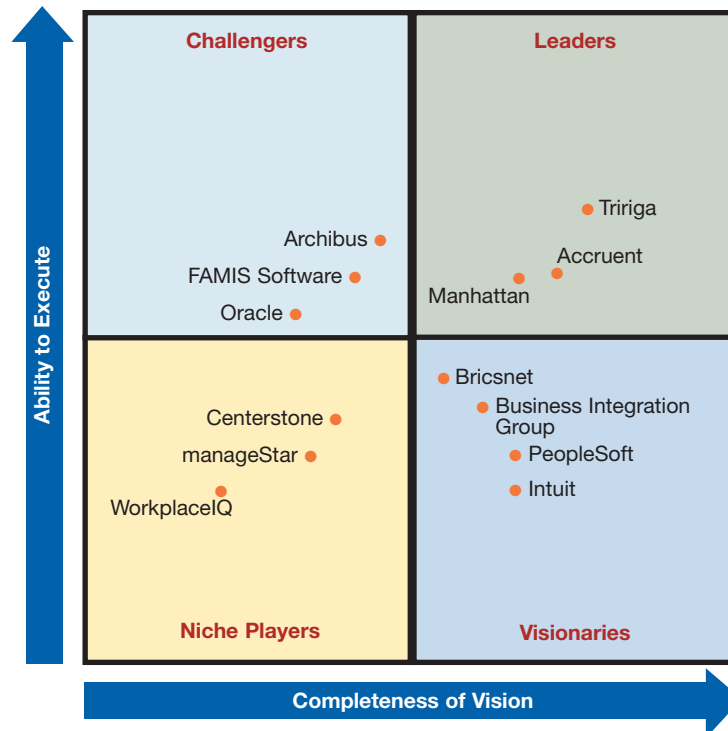 Challengers
Leaders
Tririga
Archibus
Accruent
FAMIS Software
Manhattan
Oracle
Ability to Execute
Bricsnet
Centerstone
Business Integration
Group
manageStar
PeopleSoft
Intuit
WorkplaceIQ
Niche Players
Visionaries
Completeness of Vision